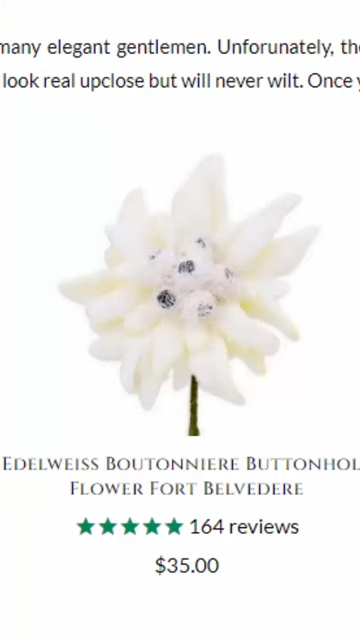 many elegant gentlemen. Unforunately, the
look real upclose but will never wilt. Once y
EDELWEISS BOUTONNIERE BUTTONHOL
FLOWER FORT BELVEDERE
164 reviews
$35.00